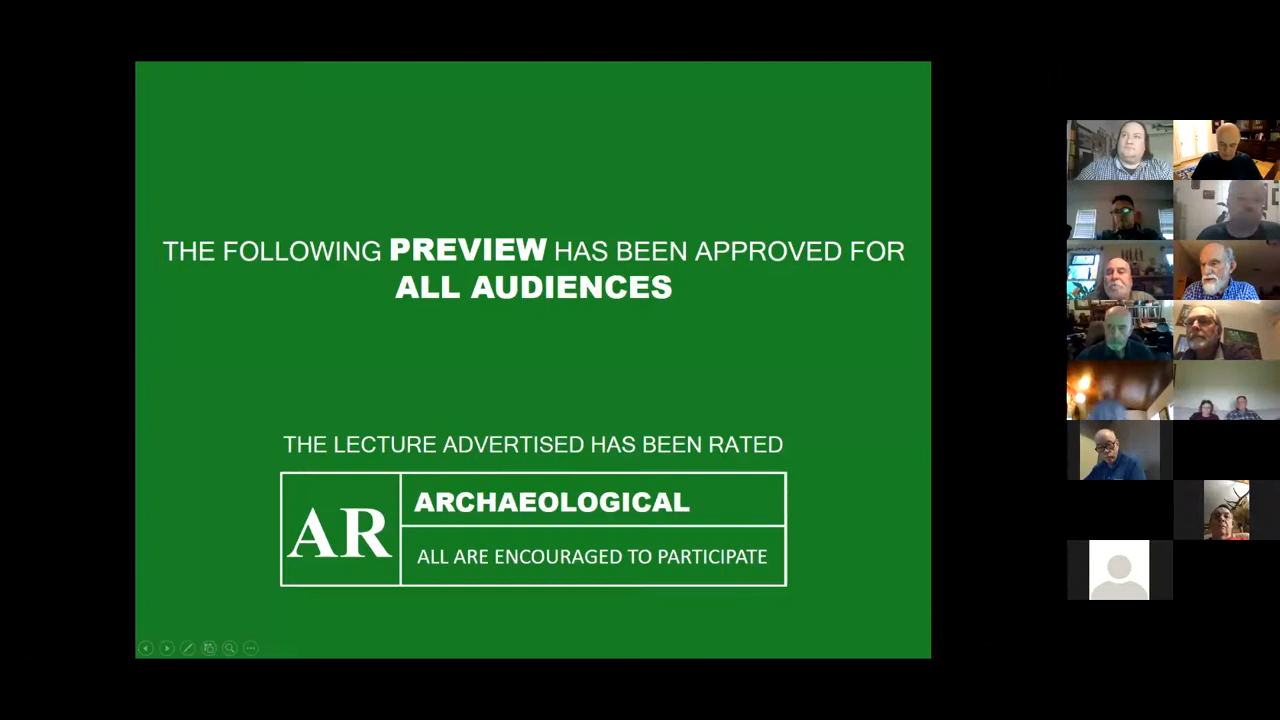 THE FOLLOWING PREVIEW HAS BEEN APPROVED FOR
ALL AUDIENCES
THE LECTURE ADVERTISED HAS BEEN RATED
AR
ARCHAEOLOGICAL
ALL ARE ENCOURAGED TO PARTICIPATE